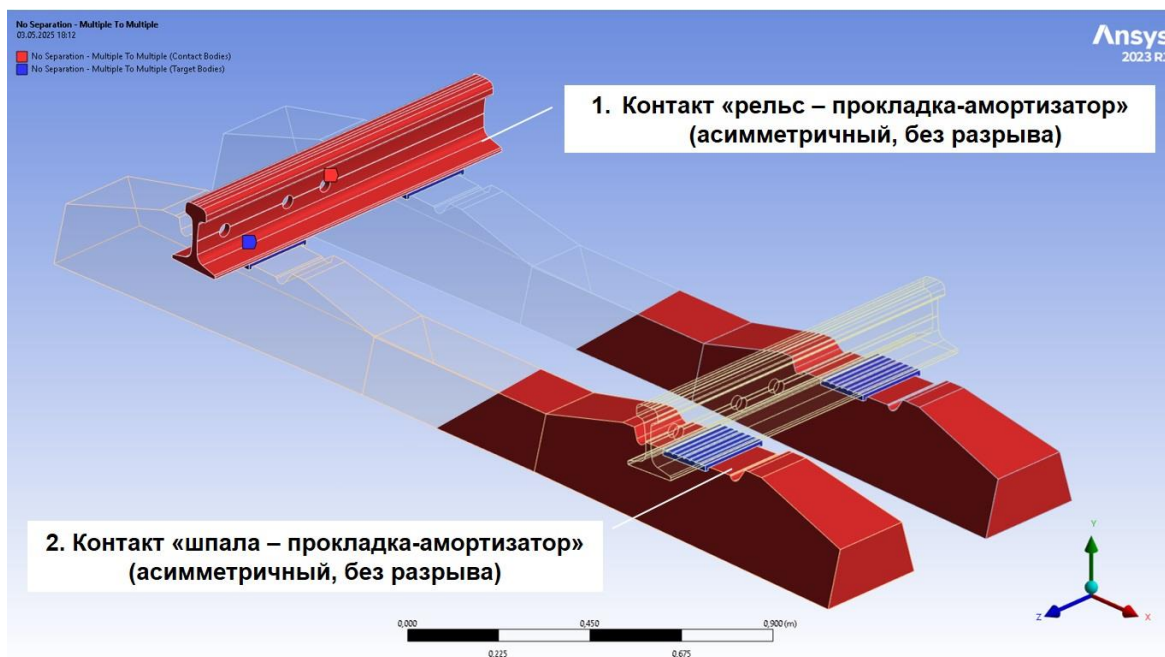 No Separation - Multiple To Multiple
03.05.2025 18:12
No Separation - Multiple To Multiple (Contact Bodies)
No Separation - Multiple To Multiple (Target Bodies)
Ansys
2023 R
1. Контакт «рельс – прокладка-амортизатор»
(асимметричный, без разрыва)
2. Контакт «шпала – прокладка-амортизатор»
(асимметричный, без разрыва)
Y
Z
X
0,000
0,450
0,900 (m)
0,225
0,675